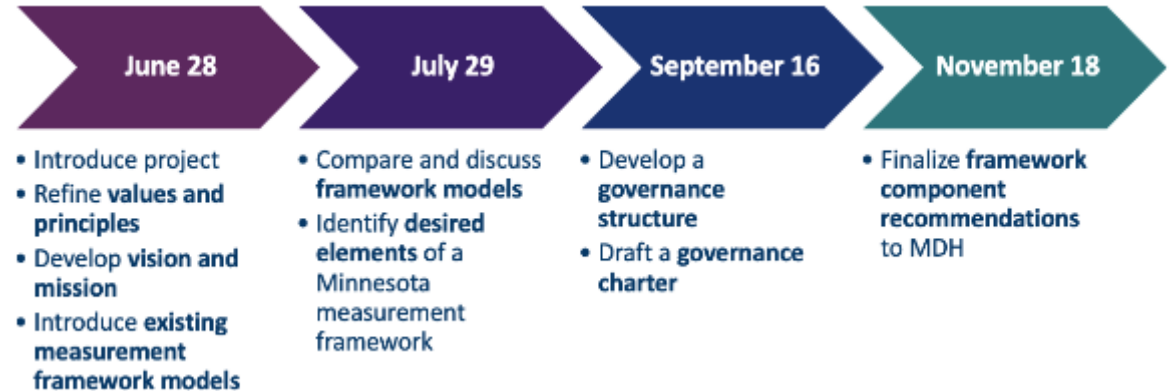 June 28
• Introduce project
• Refine values and
principles
• Develop vision and
mission
• Introduce existing
measurement
framework models
July 29
• Compare and discuss
framework models
• Identify desired
elements of a
Minnesota
measurement
framework
September 16
• Develop a
governance
structure
• Draft a governance
charter
November 18
• Finalize framework
component
recommendations
to MDH